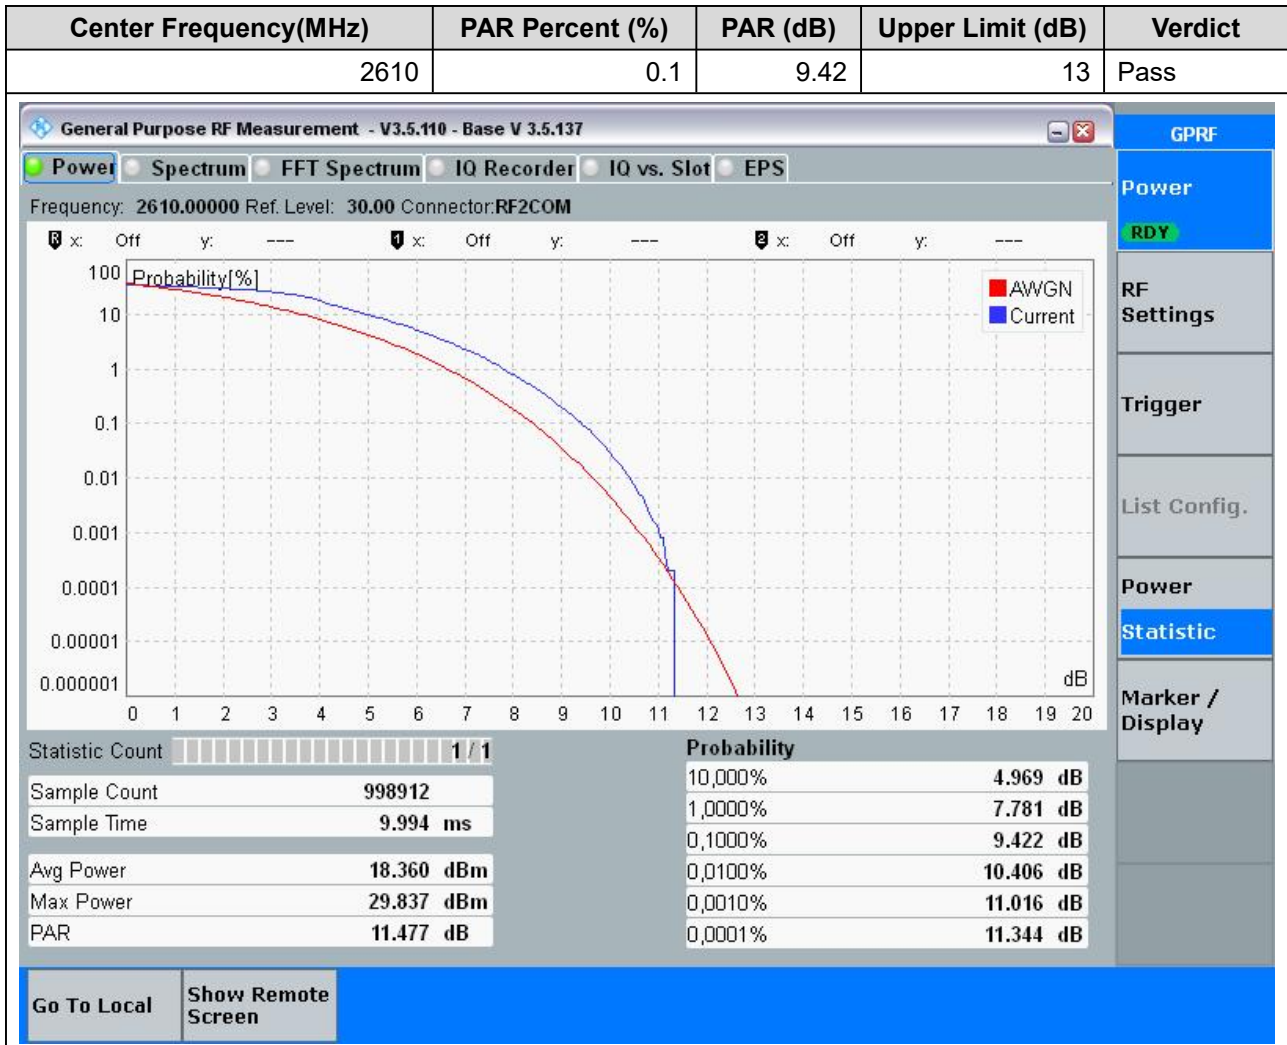 Center Frequency(MHz) PAR Percent (%) PAR (dB) Upper Limit (dB) Verdict
2610 0.1 9.42 13 Pass
General Purpose RF Measurement - V3.5.110 - Base V 3.5.137
GPRF
Power Spectrum FFT Spectrum IQ Recorder IQ vs. Slot EPS
Frequency: 2610.00000 Ref. Level: 30.00 Connector:RF2COM
R x: Off y: --- 1 x: Off y: --- 2 x: Off y: ---
Probability[%]
AWGN
Current
100
10
1
0.1
0.01
0.001
0.0001
0.00001
0.000001
dB
0 1 2 3 4 5 6 7 8 9 10 11 12 13 14 15 16 17 18 19 20
Statistic Count 1 / 1
Sample Count 998912
Sample Time 9.994 ms
Avg Power 18.360 dBm
Max Power 29.837 dBm
PAR 11.477 dB
Probability
10,000% 4.969 dB
1,0000% 7.781 dB
0,1000% 9.422 dB
0,0100% 10.406 dB
0,0010% 11.016 dB
0,0001% 11.344 dB
Power
RDY
RF
Settings
Trigger
List Config.
Power
Statistic
Marker /
Display
Go To Local
Show Remote
Screen